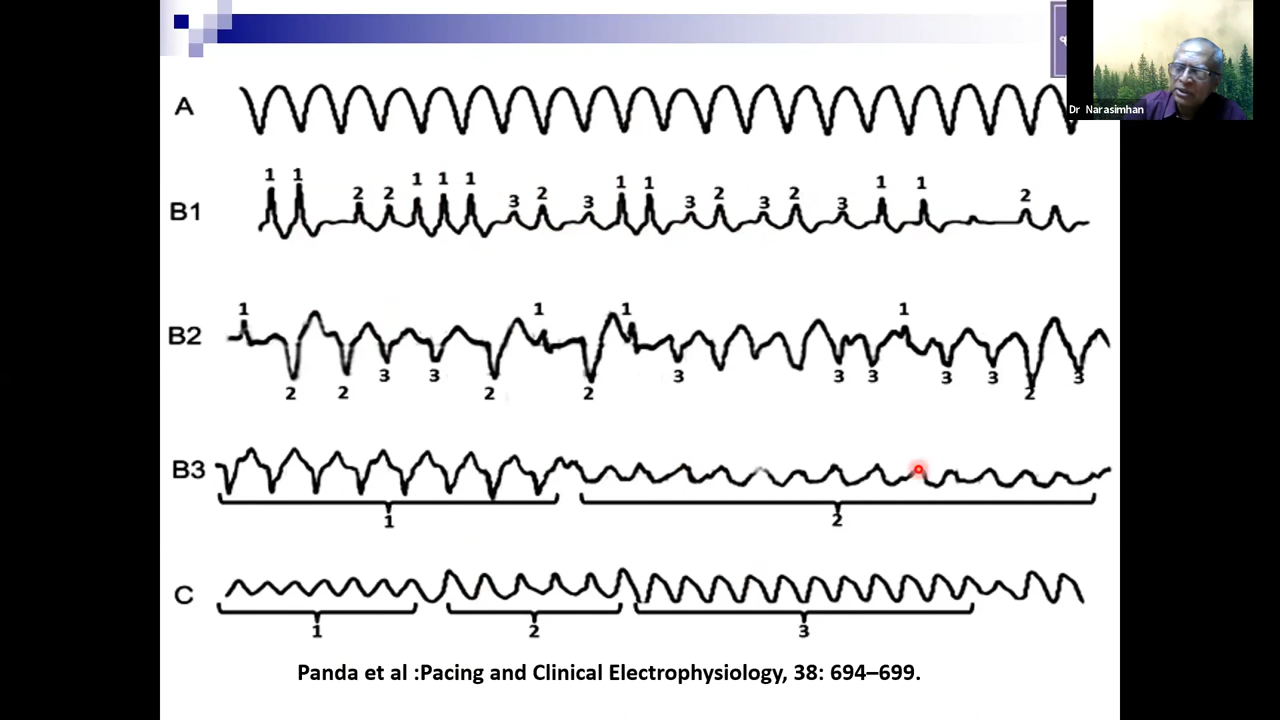 Dr Narasimhan
A
1 1 2 2 1 1 1 3 2 3 1 1 3 2 3 2 3 1 1 2
B1
1 1 1 1
B2
2 2 3 3 2 2 3 3 3 3 3 2 3
B3
1 2
C
1 2 3
Panda et al :Pacing and Clinical Electrophysiology, 38: 694–699.